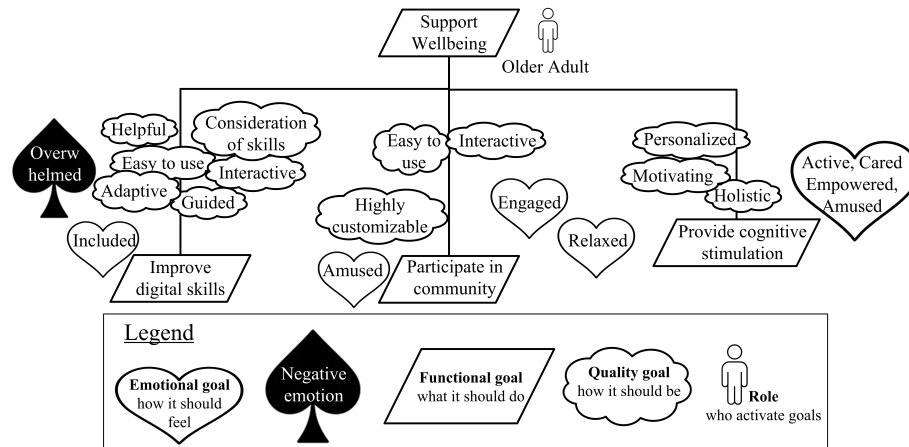 Support
Wellbeing
Older Adult
Helpful
Consideration
of skills
Overw
helmed
Easy to use
Interactive
Adaptive
Guided
Included
Improve
digital skills
Easy to
use
Interactive
Highly
customizable
Engaged
Amused
Relaxed
Participate in
community
Personalized
Motivating
Holistic
Active, Cared
Empowered,
Amused
Provide cognitive
stimulation
Legend
Emotional goal
how it should
feel
Negative
emotion
Functional goal
what it should do
Quality goal
how it should be
Role
who activate goals